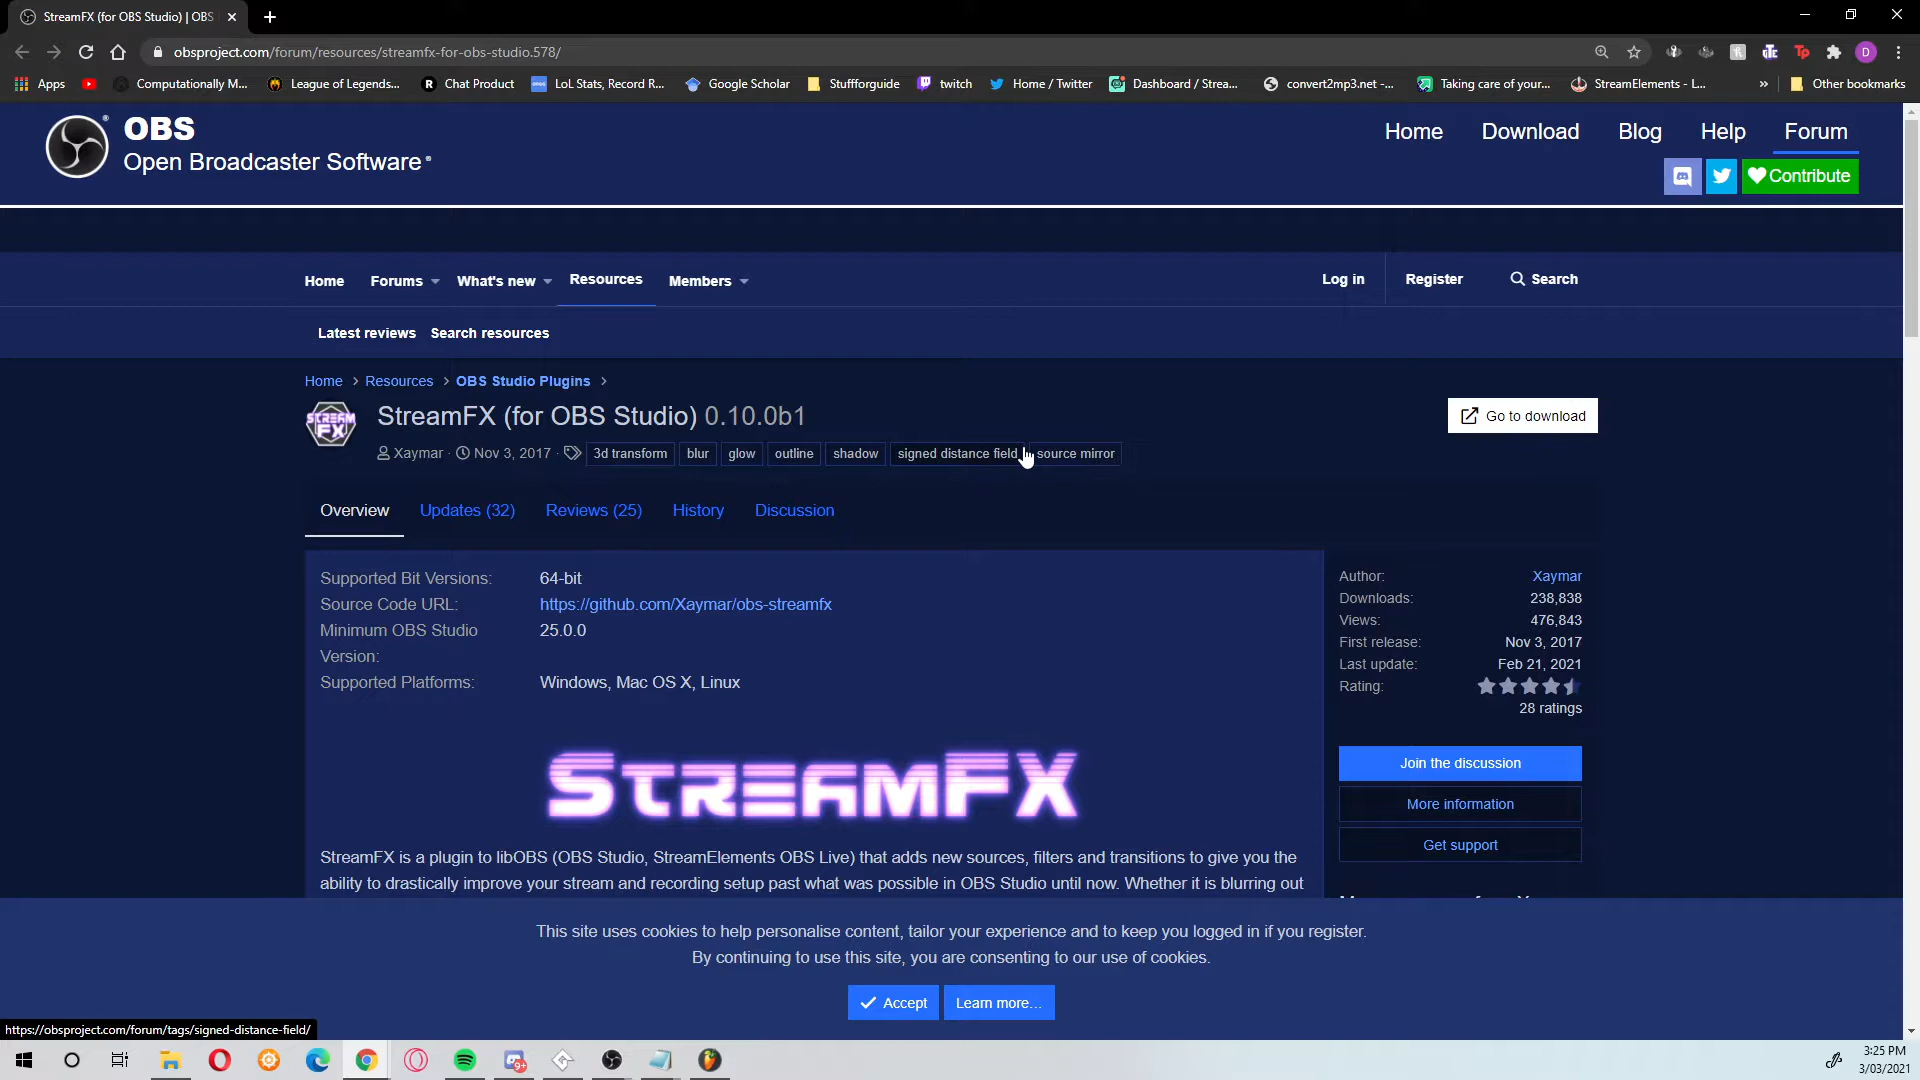 StreamFX (for OBS Studio) | OBS
obsproject.com/forum/resources/streamfx-for-obs-studio.578/
Apps
Computationally M...
League of Legends...
Chat Product
LoL Stats, Record R...
Google Scholar
Stuffforguide
twitch
Home / Twitter
Dashboard / Strea...
convert2mp3.net -...
Taking care of your...
StreamElements - L...
»
Other bookmarks
OBS
Open Broadcaster Software
Home
Download
Blog
Help
Forum
Contribute
Home
Forums
What's new
Resources
Members
Log in
Register
Search
Latest reviews
Search resources
Home > Resources > OBS Studio Plugins >
STREAM FX
StreamFX (for OBS Studio) 0.10.0b1
Go to download
Xaymar
Nov 3, 2017
3d transform
blur
glow
outline
shadow
signed distance field
source mirror
Overview
Updates (32)
Reviews (25)
History
Discussion
Supported Bit Versions: 64-bit
Source Code URL: https://github.com/Xaymar/obs-streamfx
Minimum OBS Studio 25.0.0
Version:
Supported Platforms: Windows, Mac OS X, Linux
STREAMFX
StreamFX is a plugin to libOBS (OBS Studio, StreamElements OBS Live) that adds new sources, filters and transitions to give you the
ability to drastically improve your stream and recording setup past what was possible in OBS Studio until now. Whether it is blurring out
Author: Xaymar
Downloads: 238,838
Views: 476,843
First release: Nov 3, 2017
Last update: Feb 21, 2021
Rating:
28 ratings
Join the discussion
More information
Get support
This site uses cookies to help personalise content, tailor your experience and to keep you logged in if you register.
By continuing to use this site, you are consenting to our use of cookies.
Accept
Learn more...
https://obsproject.com/forum/tags/signed-distance-field/
9+
3:25 PM
3/03/2021